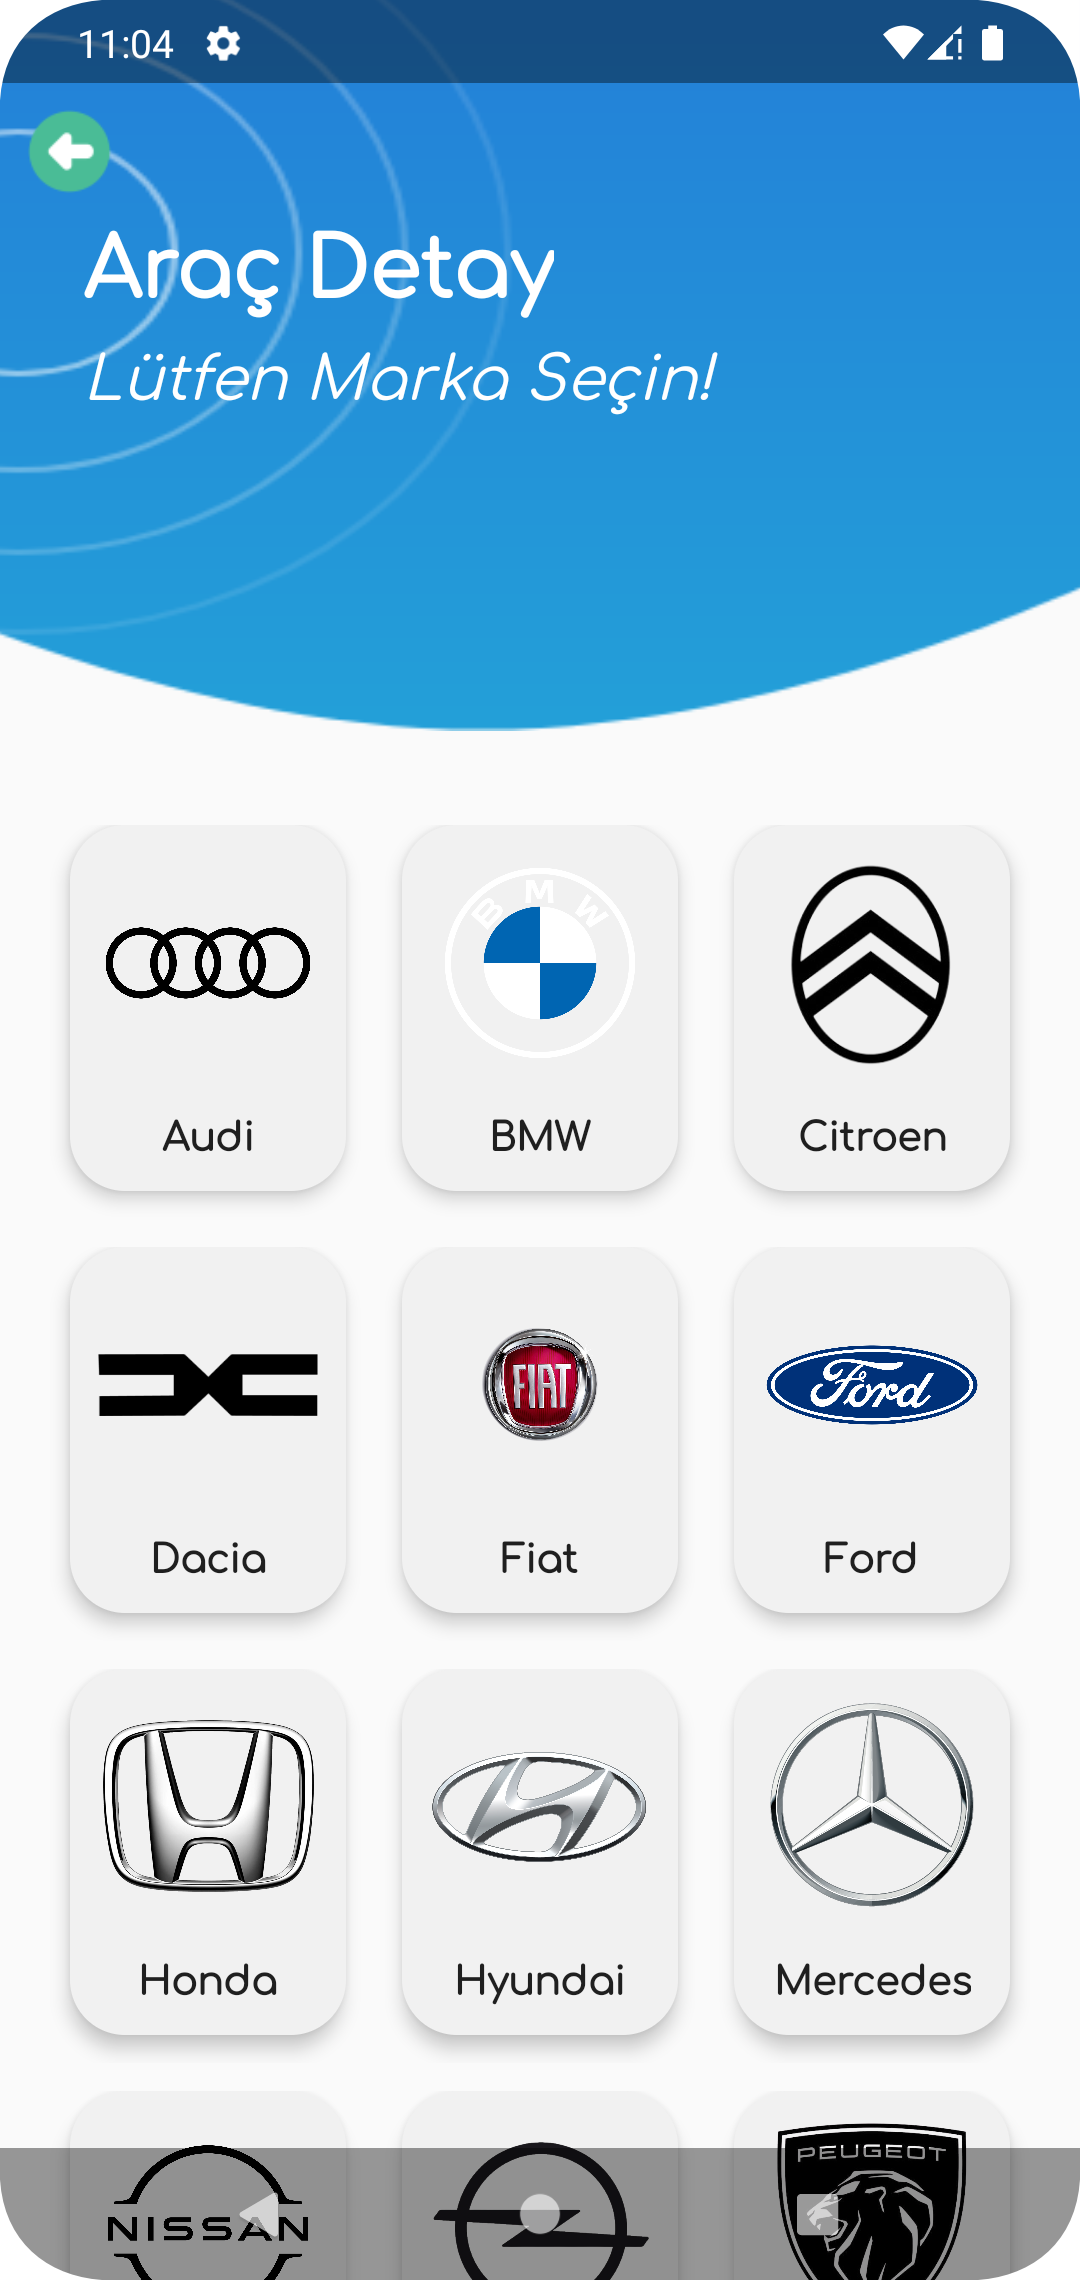 11:04
Araç Detay
Lütfen Marka Seçin!
B M W
Audi
BMW
Citroen
FIAT
Ford
Dacia
Fiat
Ford
Honda
Hyundai
Mercedes
PEUGEOT
NISSAN